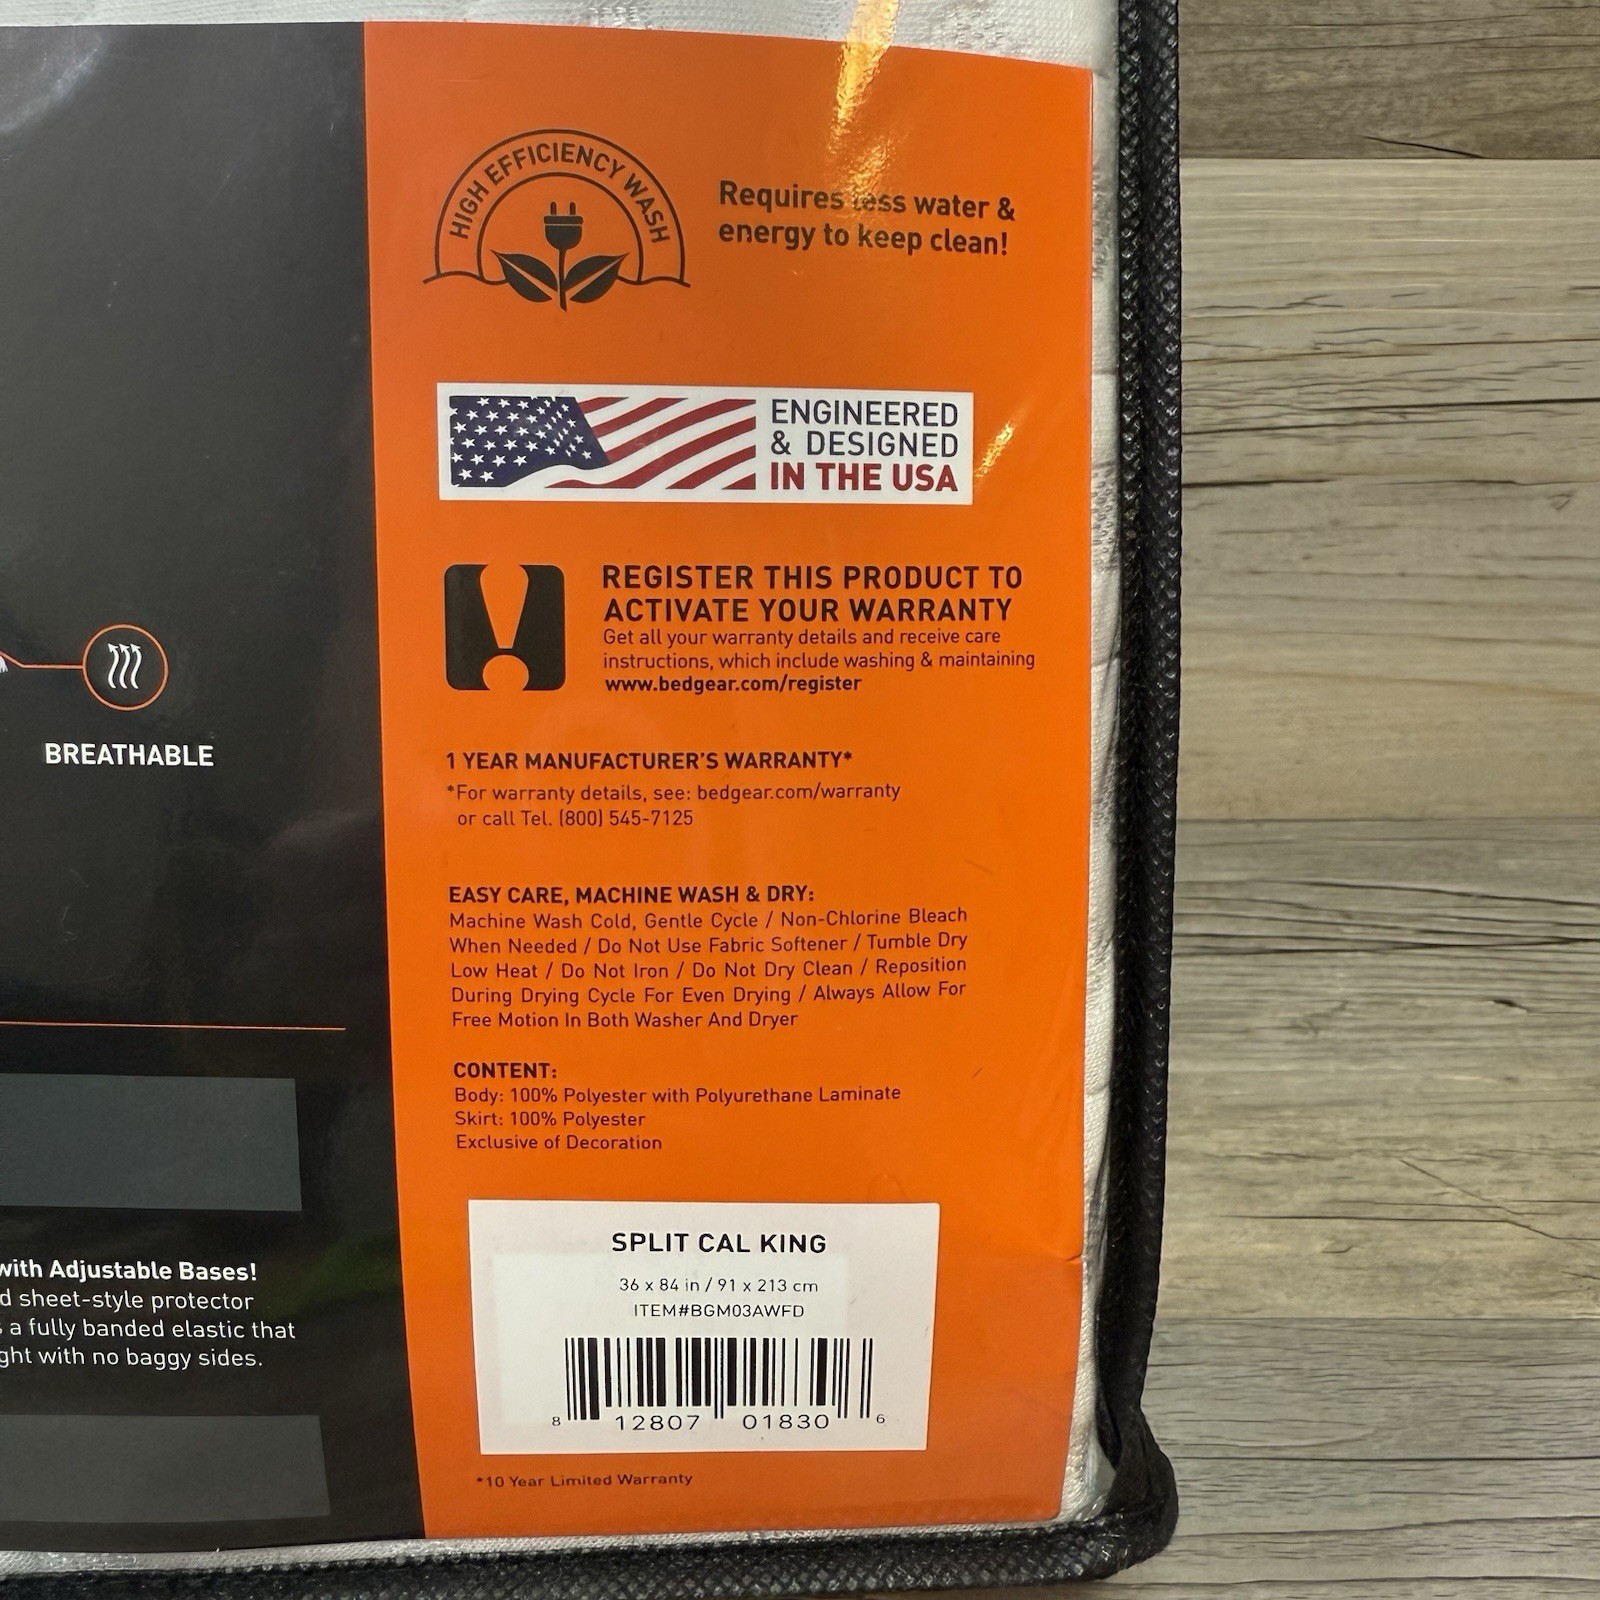 HIGH EFFICIENCY WASH
Requires less water &
energy to keep clean!
ENGINEERED
& DESIGNED
IN THE USA
REGISTER THIS PRODUCT TO
ACTIVATE YOUR WARRANTY
Get all your warranty details and receive care
instructions, which include washing & maintaining
www.bedgear.com/register
BREATHABLE
1 YEAR MANUFACTURER'S WARRANTY*
*For warranty details, see: bedgear.com/warranty
or call Tel. (800) 545-7125
EASY CARE, MACHINE WASH & DRY:
Machine Wash Cold, Gentle Cycle / Non-Chlorine Bleach
When Needed / Do Not Use Fabric Softener / Tumble Dry
Low Heat / Do Not Iron / Do Not Dry Clean / Reposition
During Drying Cycle For Even Drying / Always Allow For
Free Motion In Both Washer And Dryer
CONTENT:
Body: 100% Polyester with Polyurethane Laminate
Skirt: 100% Polyester
Exclusive of Decoration
with Adjustable Bases!
sheet-style protector
a fully banded elastic that
with no baggy sides.
SPLIT CAL KING
36 x 84 in / 91 x 213 cm
ITEM#BGM03AWFD
8 12807 01830 6
*10 Year Limited Warranty